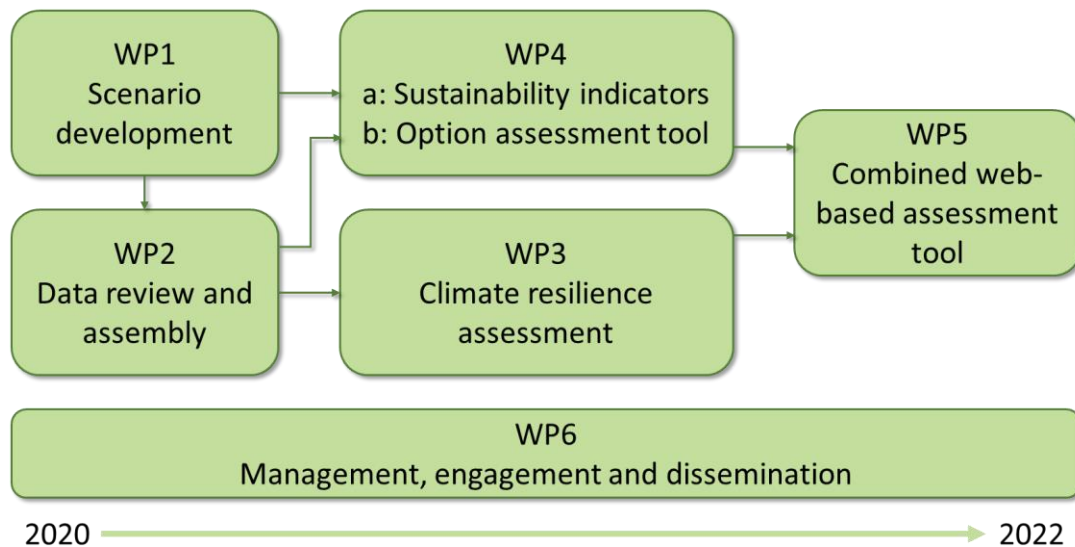 WP1
Scenario
development
WP4
a: Sustainability indicators
b: Option assessment tool
WP5
Combined web-
based assessment
tool
WP2
Data review and
assembly
WP3
Climate resilience
assessment
WP6
Management, engagement and dissemination
2020
2022